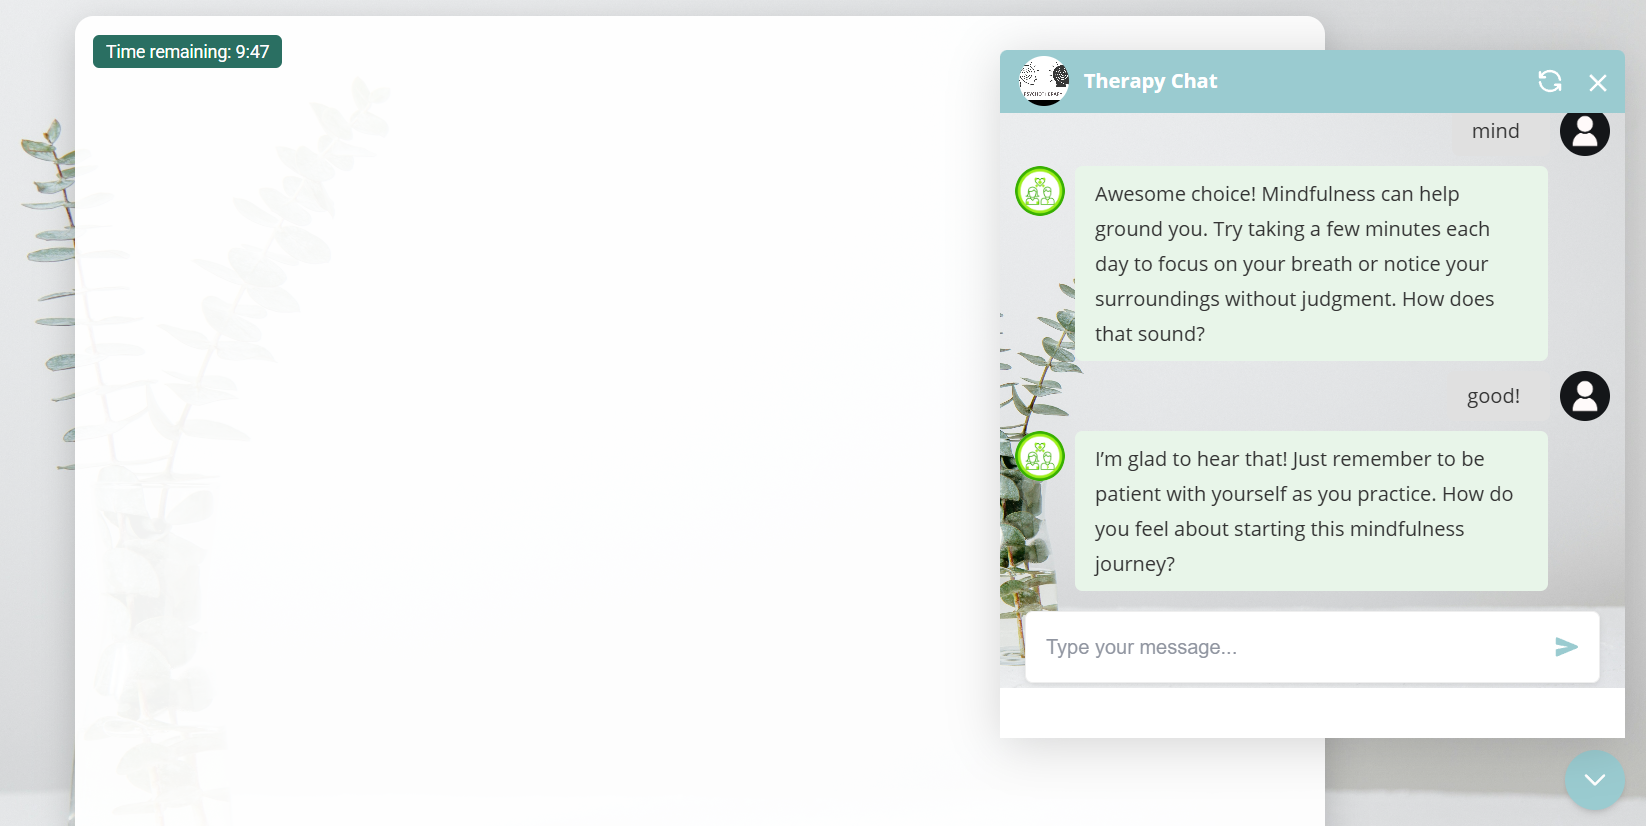 Time remaining: 9:47
Therapy Chat
PSYCHOTHERAPY
mind
Awesome choice! Mindfulness can help
ground you. Try taking a few minutes each
day to focus on your breath or notice your
surroundings without judgment. How does
that sound?
good!
I’m glad to hear that! Just remember to be
patient with yourself as you practice. How do
you feel about starting this mindfulness
journey?
Type your message...